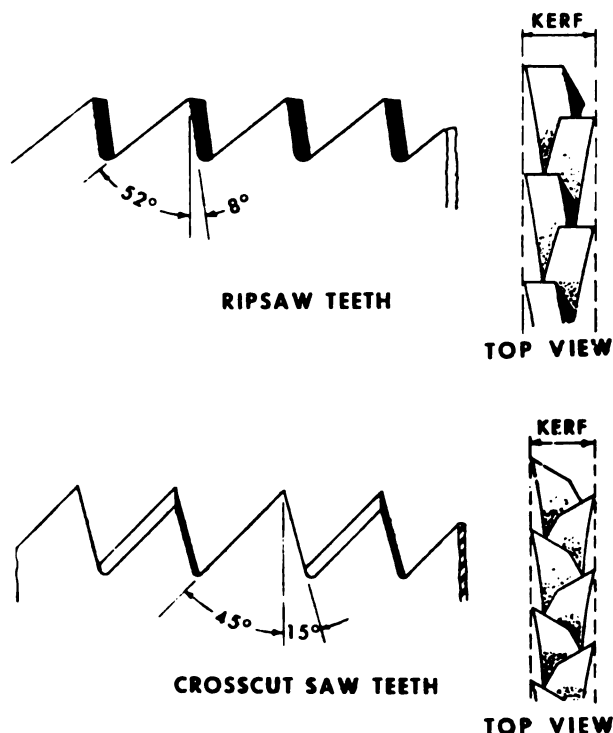 KERF
52°
8°
RIPSAW TEETH
TOP VIEW
KERF
45°
15°
CROSSCUT SAW TEETH
TOP VIEW